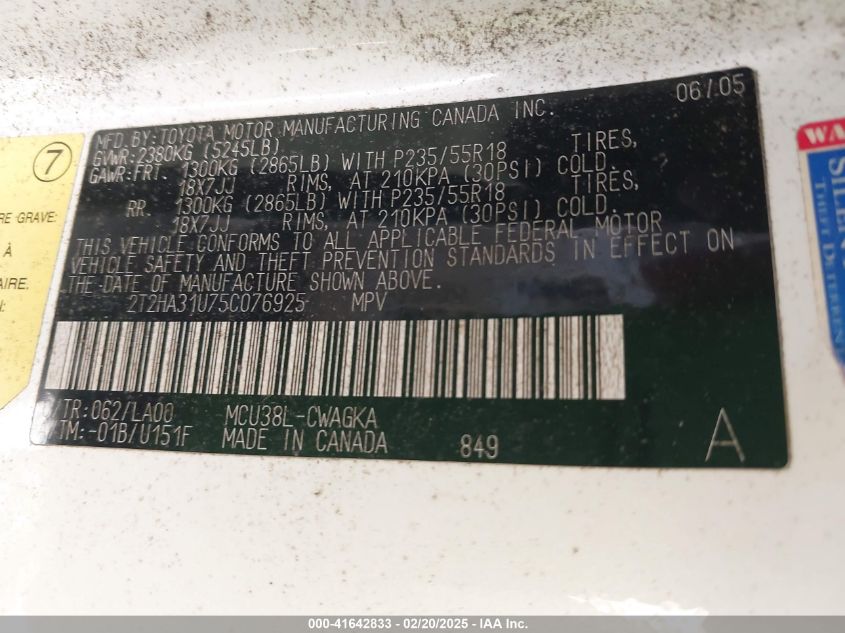 06/05
MFD.BY:TOYOTA MOTOR MANUFACTURING CANADA INC.
GVWR:2380KG (5245LB)
GAWR:FRT. 1300KG (2865LB) WITH P235/55R18 TIRES,
18X7JJ RIMS, AT 210KPA (30PSI) COLD.
RR. 1300KG (2865LB) WITH P235/55R18 TIRES,
18X7JJ RIMS, AT 210KPA (30PSI) COLD.
THIS VEHICLE CONFORMS TO ALL APPLICABLE FEDERAL MOTOR
VEHICLE SAFETY AND THEFT PREVENTION STANDARDS IN EFFECT ON
THE DATE OF MANUFACTURE SHOWN ABOVE.
2T2HA31U75C076925 MPV
C/TR:062/LA00 MCU38L-CWAGKA
A/TM:-01B/U151F MADE IN CANADA 849 A
7
RE GRAVE:
À
AIRE,
WA
THEFT DETERREN
000-41642833 - 02/20/2025 - IAA Inc.